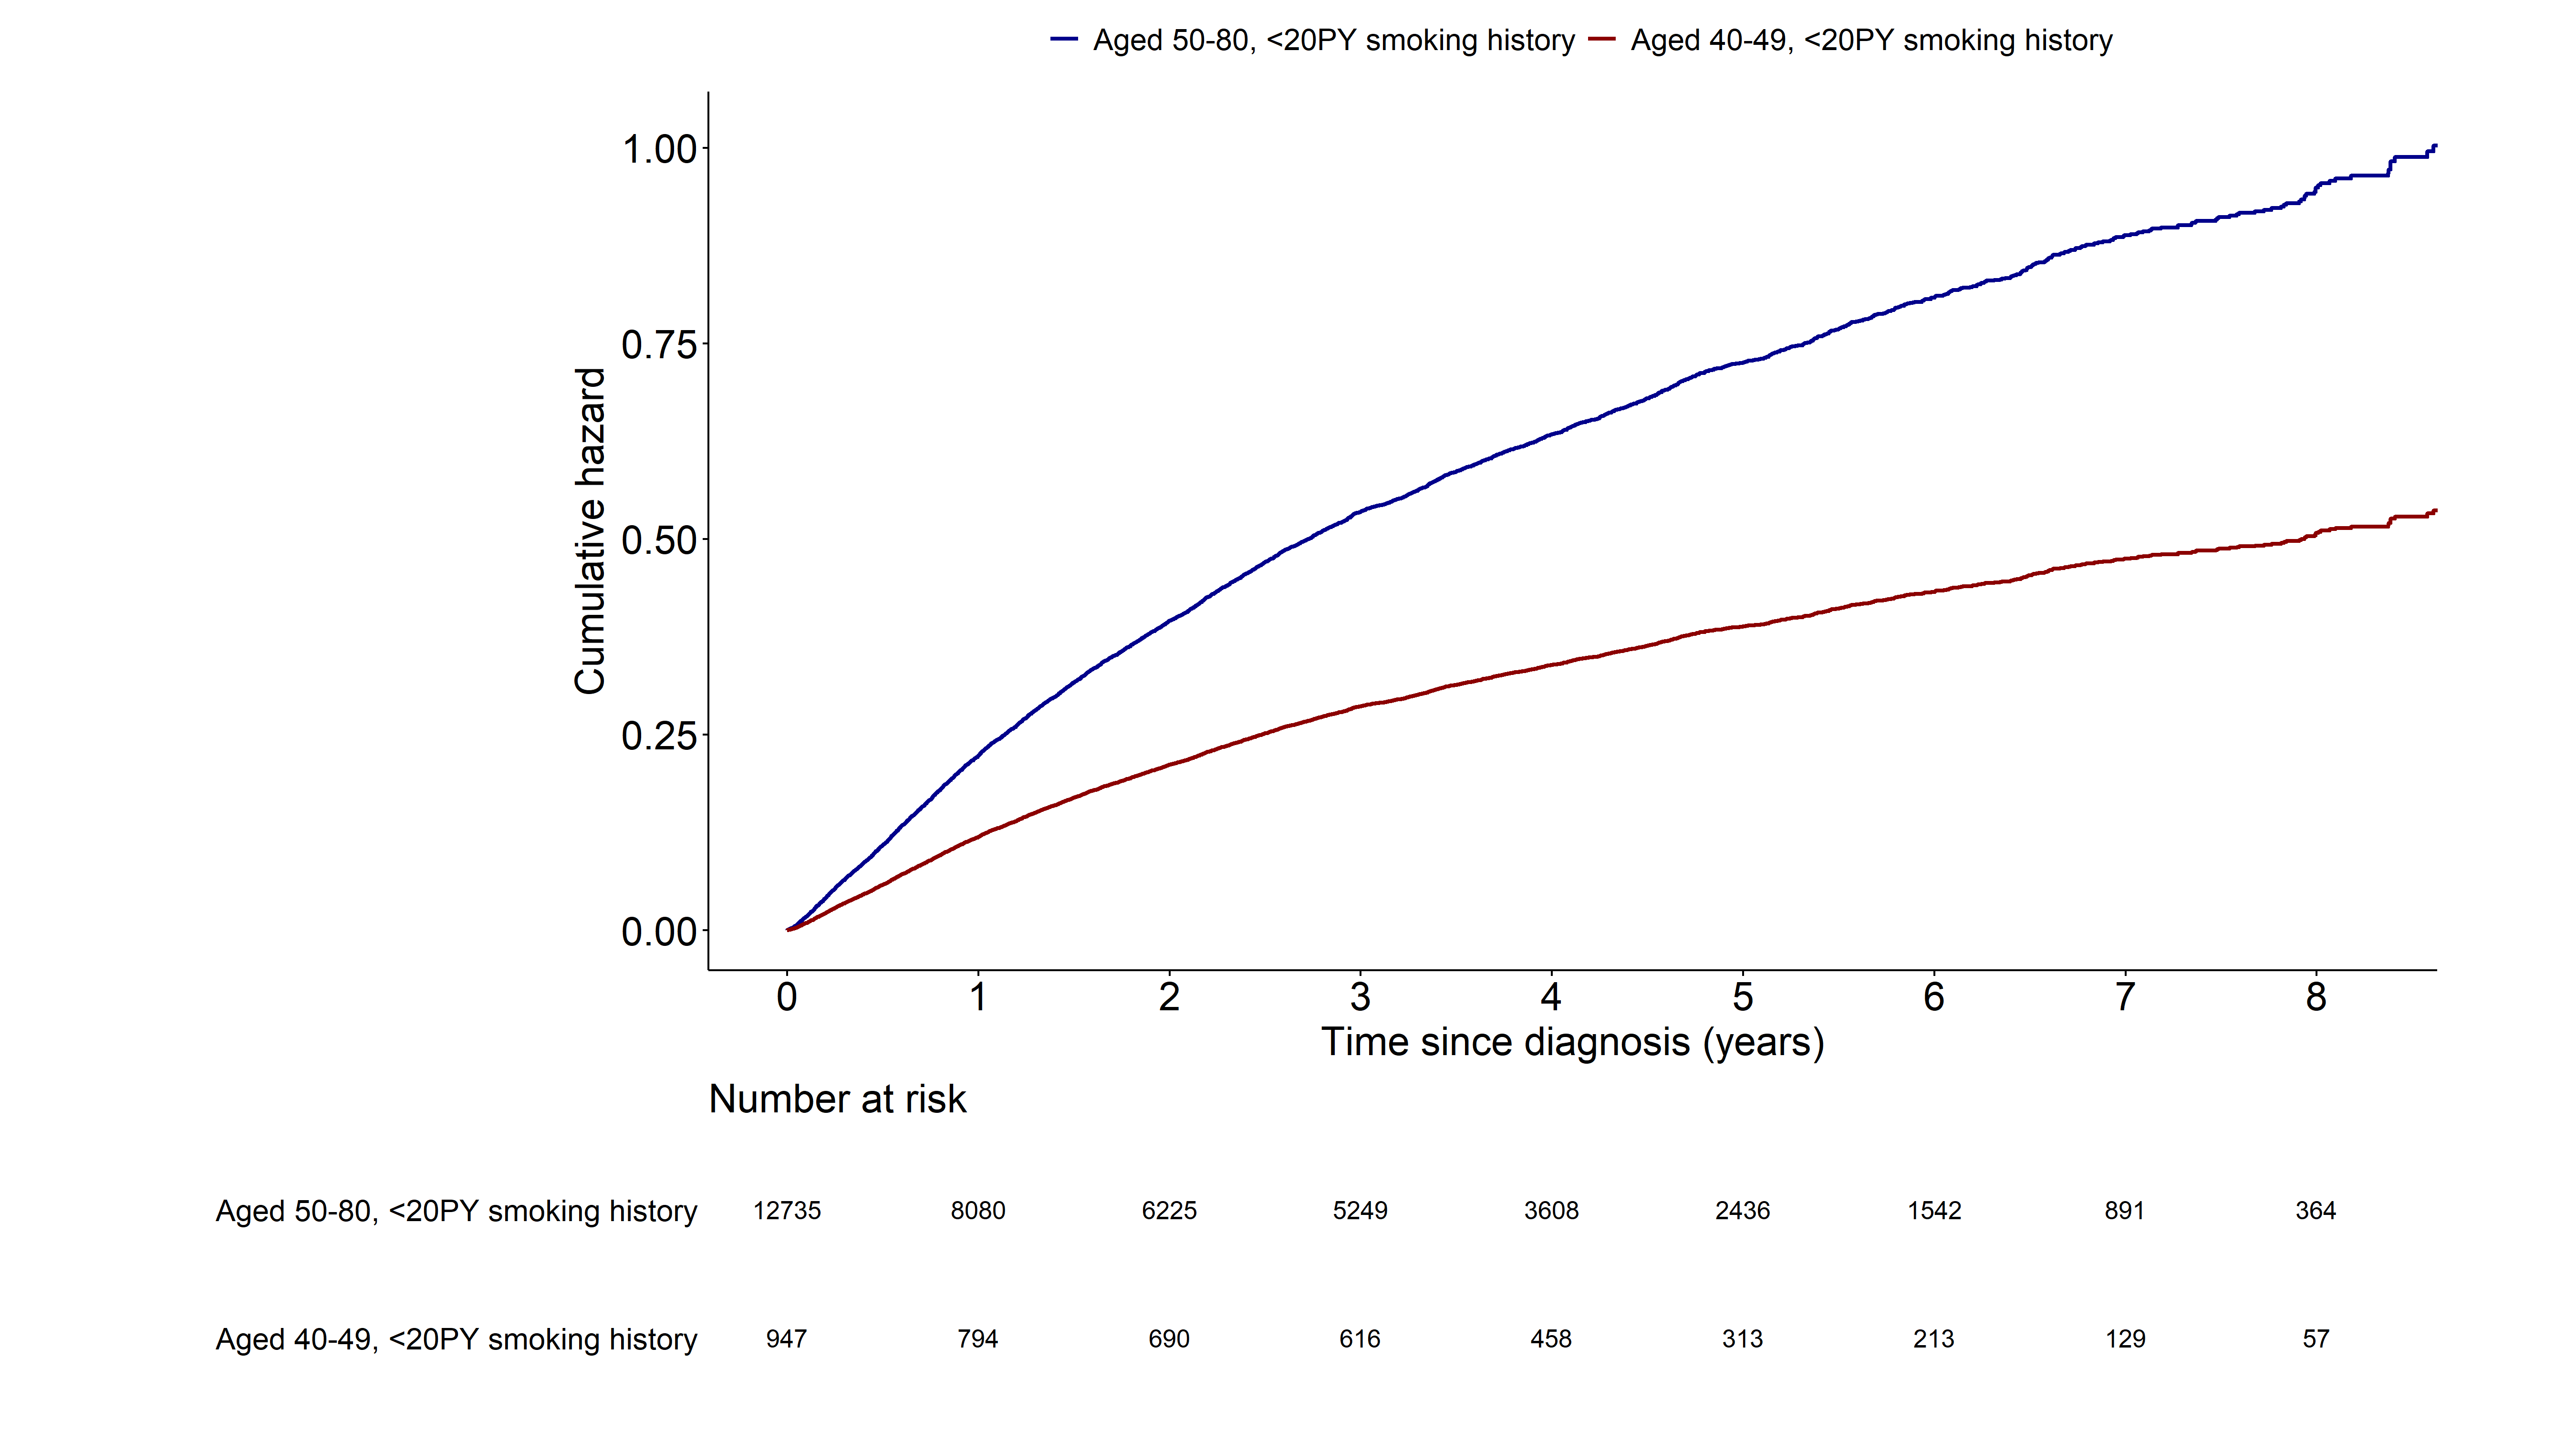 Aged 50-80, <20PY smoking history Aged 40-49, <20PY smoking history
1.00
0.75
0.50
0.25
0.00
Cumulative hazard
0 1 2 3 4 5 6 7 8
Time since diagnosis (years)
Number at risk
Aged 50-80, <20PY smoking history 12735 8080 6225 5249 3608 2436 1542 891 364
Aged 40-49, <20PY smoking history 947 794 690 616 458 313 213 129 57